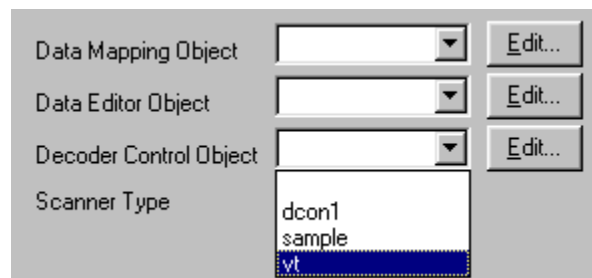 Data Mapping Object Edit...
Data Editor Object Edit...
Decoder Control Object Edit...
Scanner Type
dcon1
sample
vt